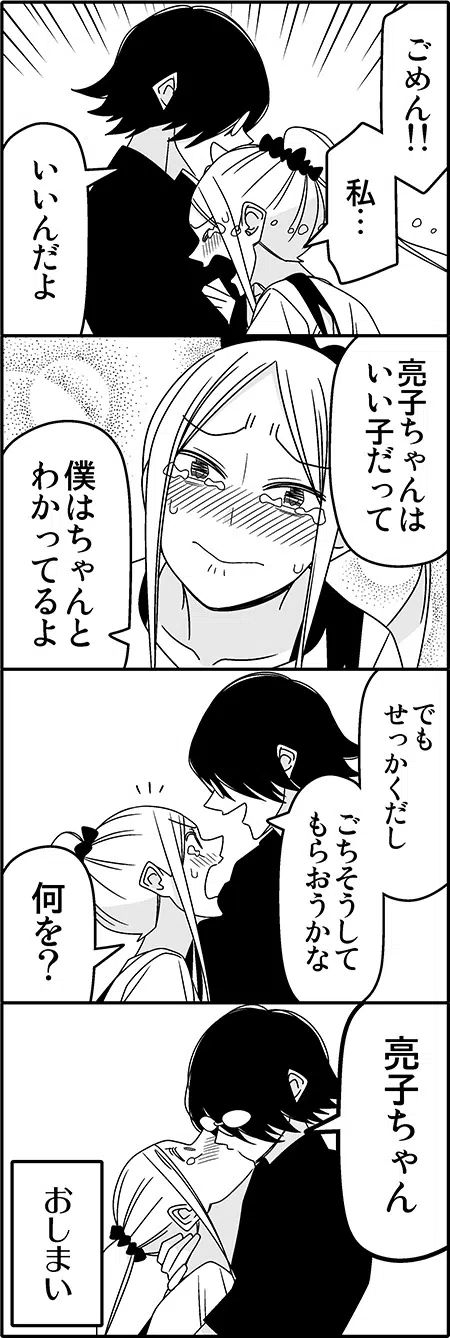 ごめん!!
私…
いいんだよ
亮子ちゃんは
いい子だって
僕はちゃんと
わかってるよ
でも
せっかくだし
ごちそうして
もらおうかな
何を?
亮子ちゃん
おしまい